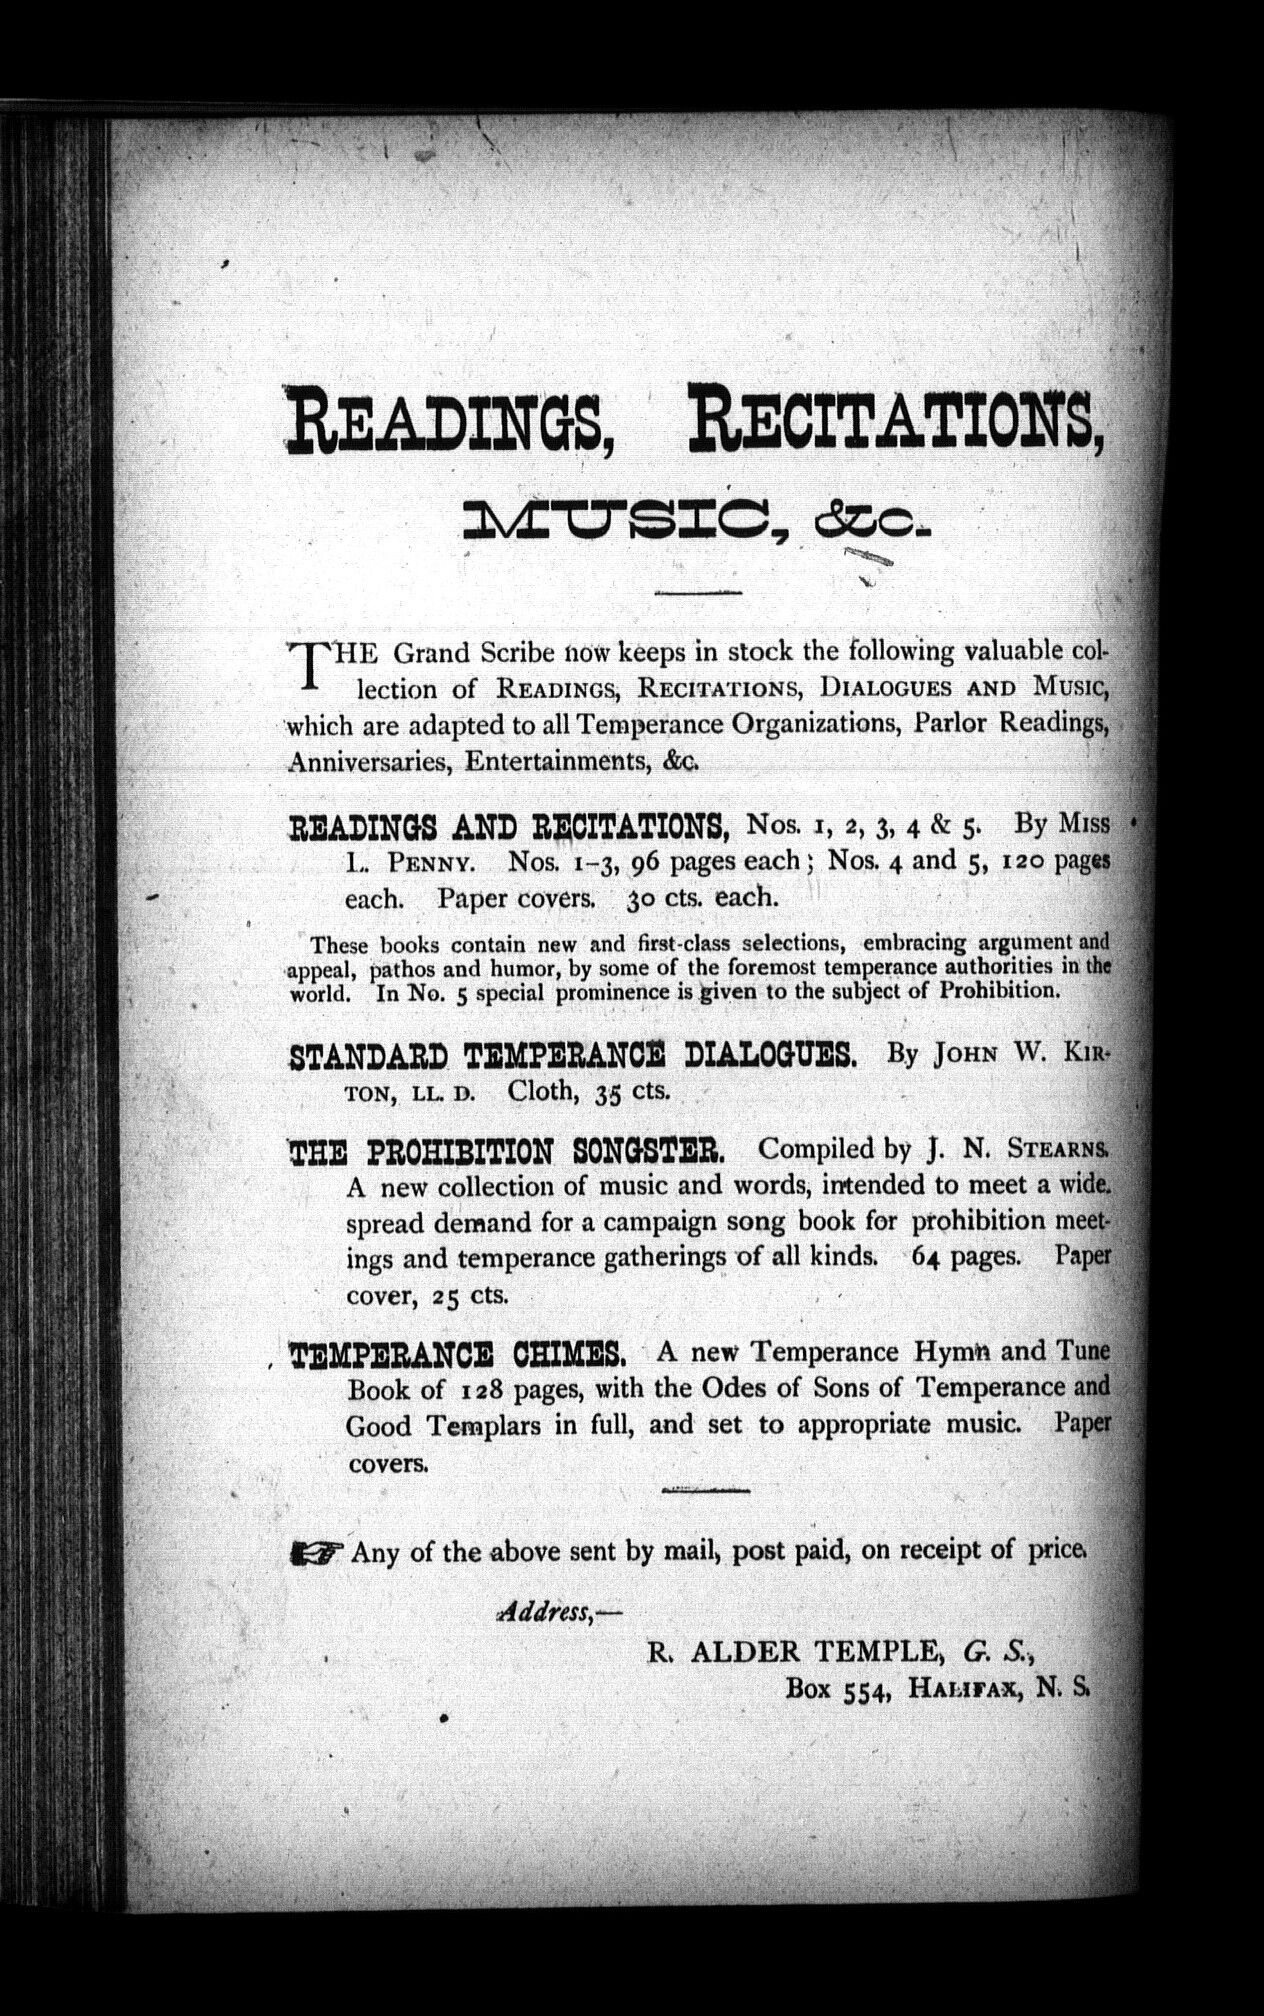 READINGS, RECITATIONS,
MUSIC, &c.
THE Grand Scribe now keeps in stock the following valuable col-
lection of READINGS, RECITATIONS, DIALOGUES AND MUSIC,
which are adapted to all Temperance Organizations, Parlor Readings,
Anniversaries, Entertainments, &c.
READINGS AND RECITATIONS, Nos. 1, 2, 3, 4 & 5. By MISS
L. PENNY. Nos. 1-3, 96 pages each; Nos. 4 and 5, 120 pages
each. Paper covers. 30 cts. each.
These books contain new and first-class selections, embracing argument and
appeal, pathos and humor, by some of the foremost temperance authorities in the
world. In No. 5 special prominence is given to the subject of Prohibition.
STANDARD TEMPERANCE DIALOGUES. By JOHN W. KIR-
TON, LL. D. Cloth, 35 cts.
THE PROHIBITION SONGSTER. Compiled by J. N. STEARNS.
A new collection of music and words, intended to meet a wide.
spread demand for a campaign song book for prohibition meet-
ings and temperance gatherings of all kinds. 64 pages. Paper
cover, 25 cts.
TEMPERANCE CHIMES. A new Temperance Hymn and Tune
Book of 128 pages, with the Odes of Sons of Temperance and
Good Templars in full, and set to appropriate music. Paper
covers.
☞ Any of the above sent by mail, post paid, on receipt of price.
Address,—
R. ALDER TEMPLE, G. S.,
Box 554, HALIFAX, N. S.